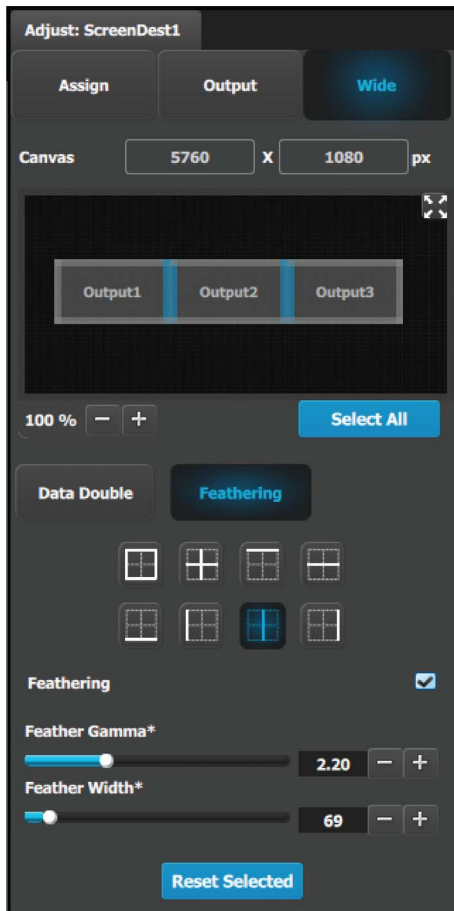 Adjust: ScreenDest1
Assign Output Wide
Canvas 5760 X 1080 px
Output1 Output2 Output3
100 % Select All
Data Double Feathering
Feathering
Feather Gamma*
2.20
Feather Width*
69
Reset Selected